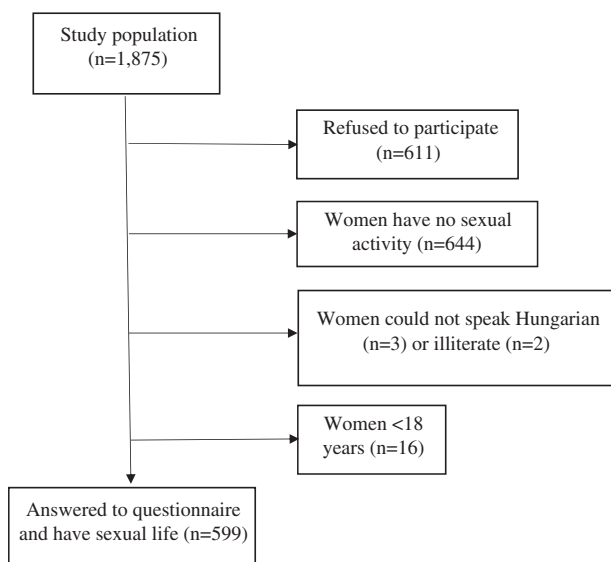 Study population
(n=1,875)
Refused to participate
(n=611)
Women have no sexual
activity (n=644)
Women could not speak Hungarian
(n=3) or illiterate (n=2)
Women <18
years (n=16)
Answered to questionnaire
and have sexual life (n=599)